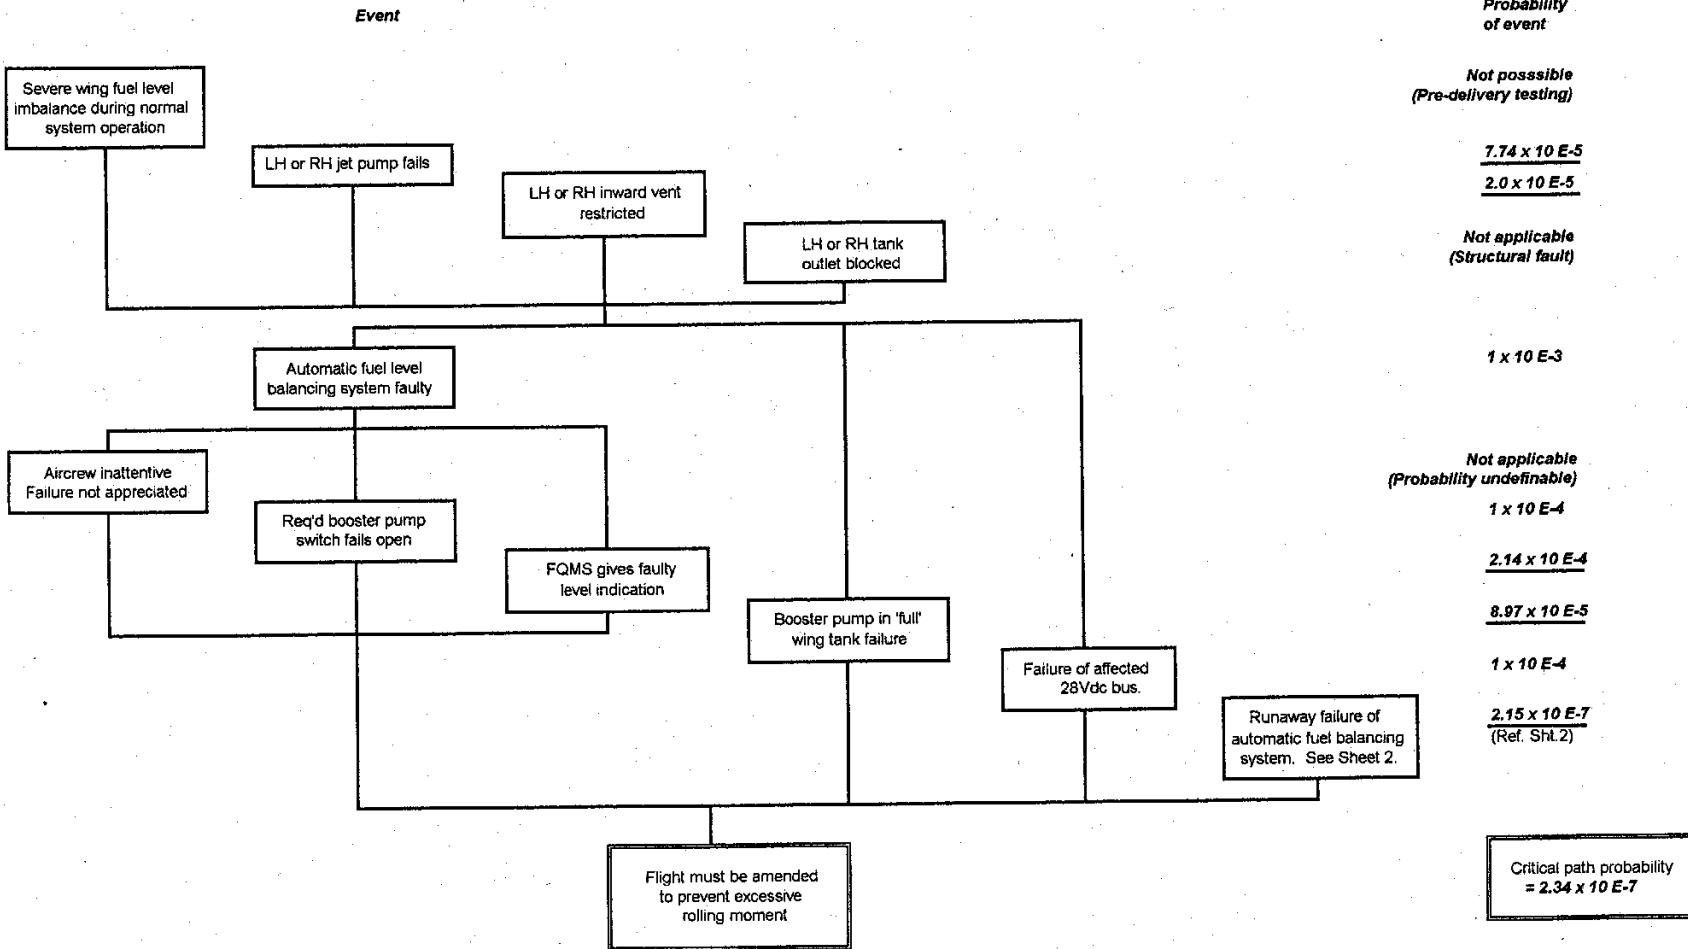 Event
Probability
of event
Severe wing fuel level
imbalance during normal
system operation
Not posssible
(Pre-delivery testing)
LH or RH jet pump fails
7.74 x 10 E-5
LH or RH inward vent
restricted
2.0 x 10 E-5
LH or RH tank
outlet blocked
Not applicable
(Structural fault)
Automatic fuel level
balancing system faulty
1 x 10 E-3
Aircrew inattentive
Failure not appreciated
Not applicable
(Probability undefinable)
Req'd booster pump
switch fails open
1 x 10 E-4
FQMS gives faulty
level indication
2.14 x 10 E-4
Booster pump in 'full'
wing tank failure
8.97 x 10 E-5
Failure of affected
28Vdc bus.
1 x 10 E-4
Runaway failure of
automatic fuel balancing
system. See Sheet 2.
2.15 x 10 E-7
(Ref. Sht.2)
Flight must be amended
to prevent excessive
rolling moment
Critical path probability
= 2.34 x 10 E-7